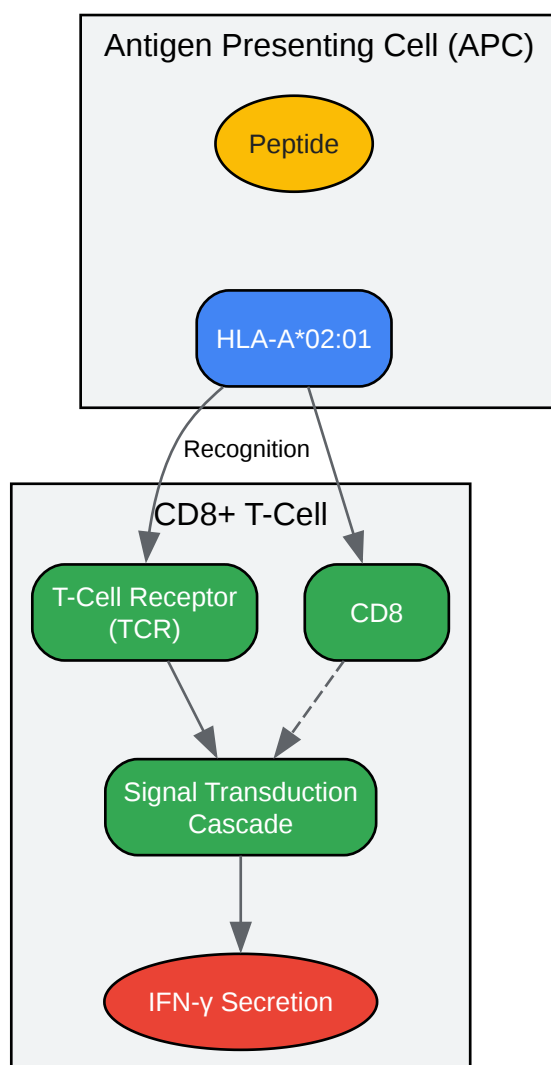 Antigen Presenting Cell (APC)
Peptide
HLA-A*02:01
Recognition
CD8+ T-Cell
T-Cell Receptor
(TCR)
CD8
Signal Transduction
Cascade
IFN-γ Secretion